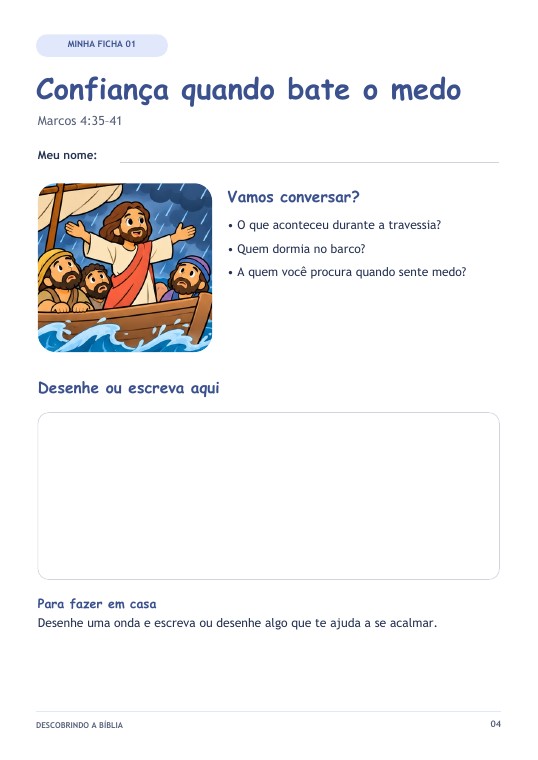 MINHA FICHA 01
Confiança quando bate o medo
Marcos 4:35-41
Meu nome:
Vamos conversar?
• O que aconteceu durante a travessia?
• Quem dormia no barco?
• A quem você procura quando sente medo?
Desenhe ou escreva aqui
Para fazer em casa
Desenhe uma onda e escreva ou desenhe algo que te ajuda a se acalmar.
DESCOBRINDO A BÍBLIA
04